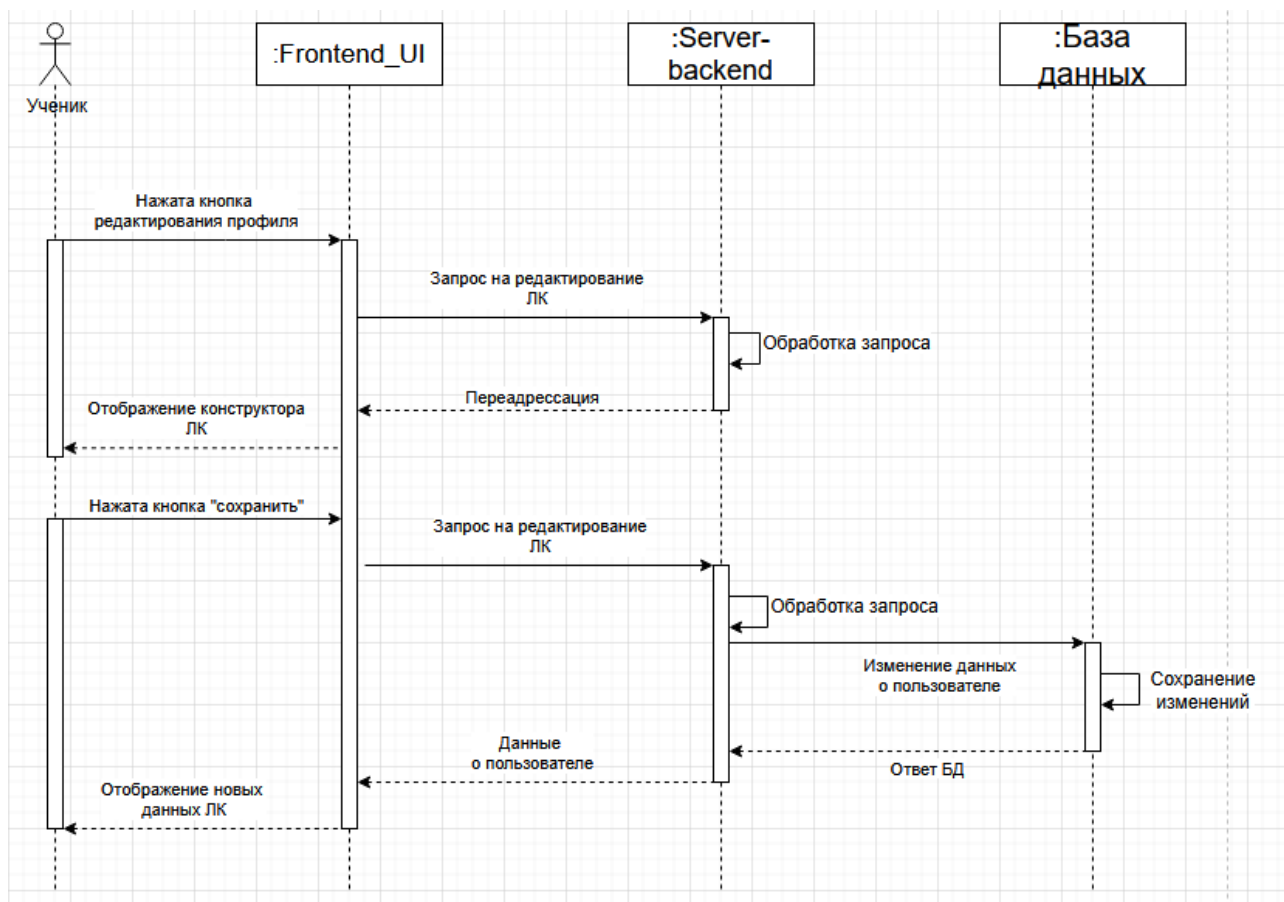 :Frontend_UI
:Server-
backend
:База
данных
Ученик
Нажата кнопка
редактирования профиля
Запрос на редактирование
ЛК
Обработка запроса
Переадрессация
Отображение конструктора
ЛК
Нажата кнопка "сохранить"
Запрос на редактирование
ЛК
Обработка запроса
Изменение данных
о пользователе
Сохранение
изменений
Данные
о пользователе
Ответ БД
Отображение новых
данных ЛК